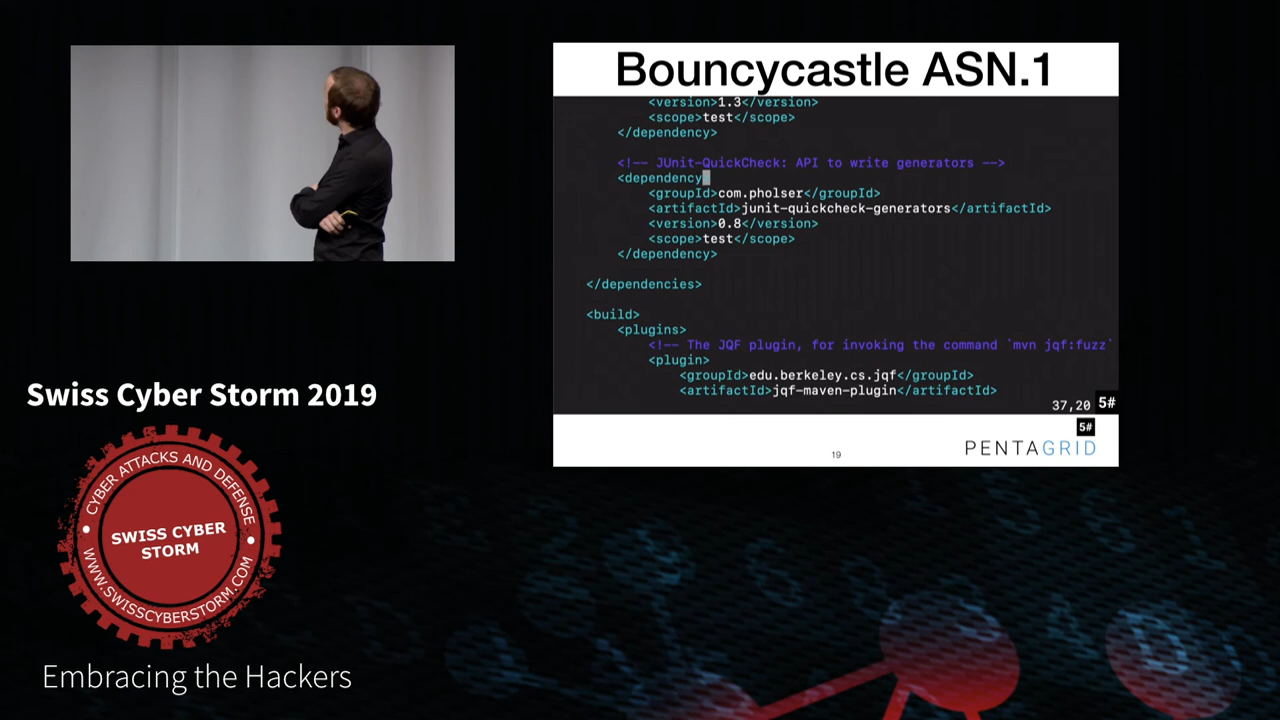 Bouncycastle ASN.1
<version>1.3</version>
<scope>test</scope>
</dependency>
<!-- JUnit-QuickCheck: API to write generators -->
<dependency
<groupId>com.pholser</groupId>
<artifactId>junit-quickcheck-generators</artifactId>
<version>0.8</version>
<scope>test</scope>
</dependency>
</dependencies>
<build>
<plugins>
<!-- The JQF plugin, for invoking the command `mvn jqf:fuzz`
<plugin>
<groupId>edu.berkeley.cs.jqf</groupId>
<artifactId>jqf-maven-plugin</artifactId>
37,20 5#
5#
PENTAGRID
19
Swiss Cyber Storm 2019
CYBER ATTACKS AND DEFENSE
SWISS CYBER
STORM
WWW.SWISSCYBERSTORM.COM
Embracing the Hackers